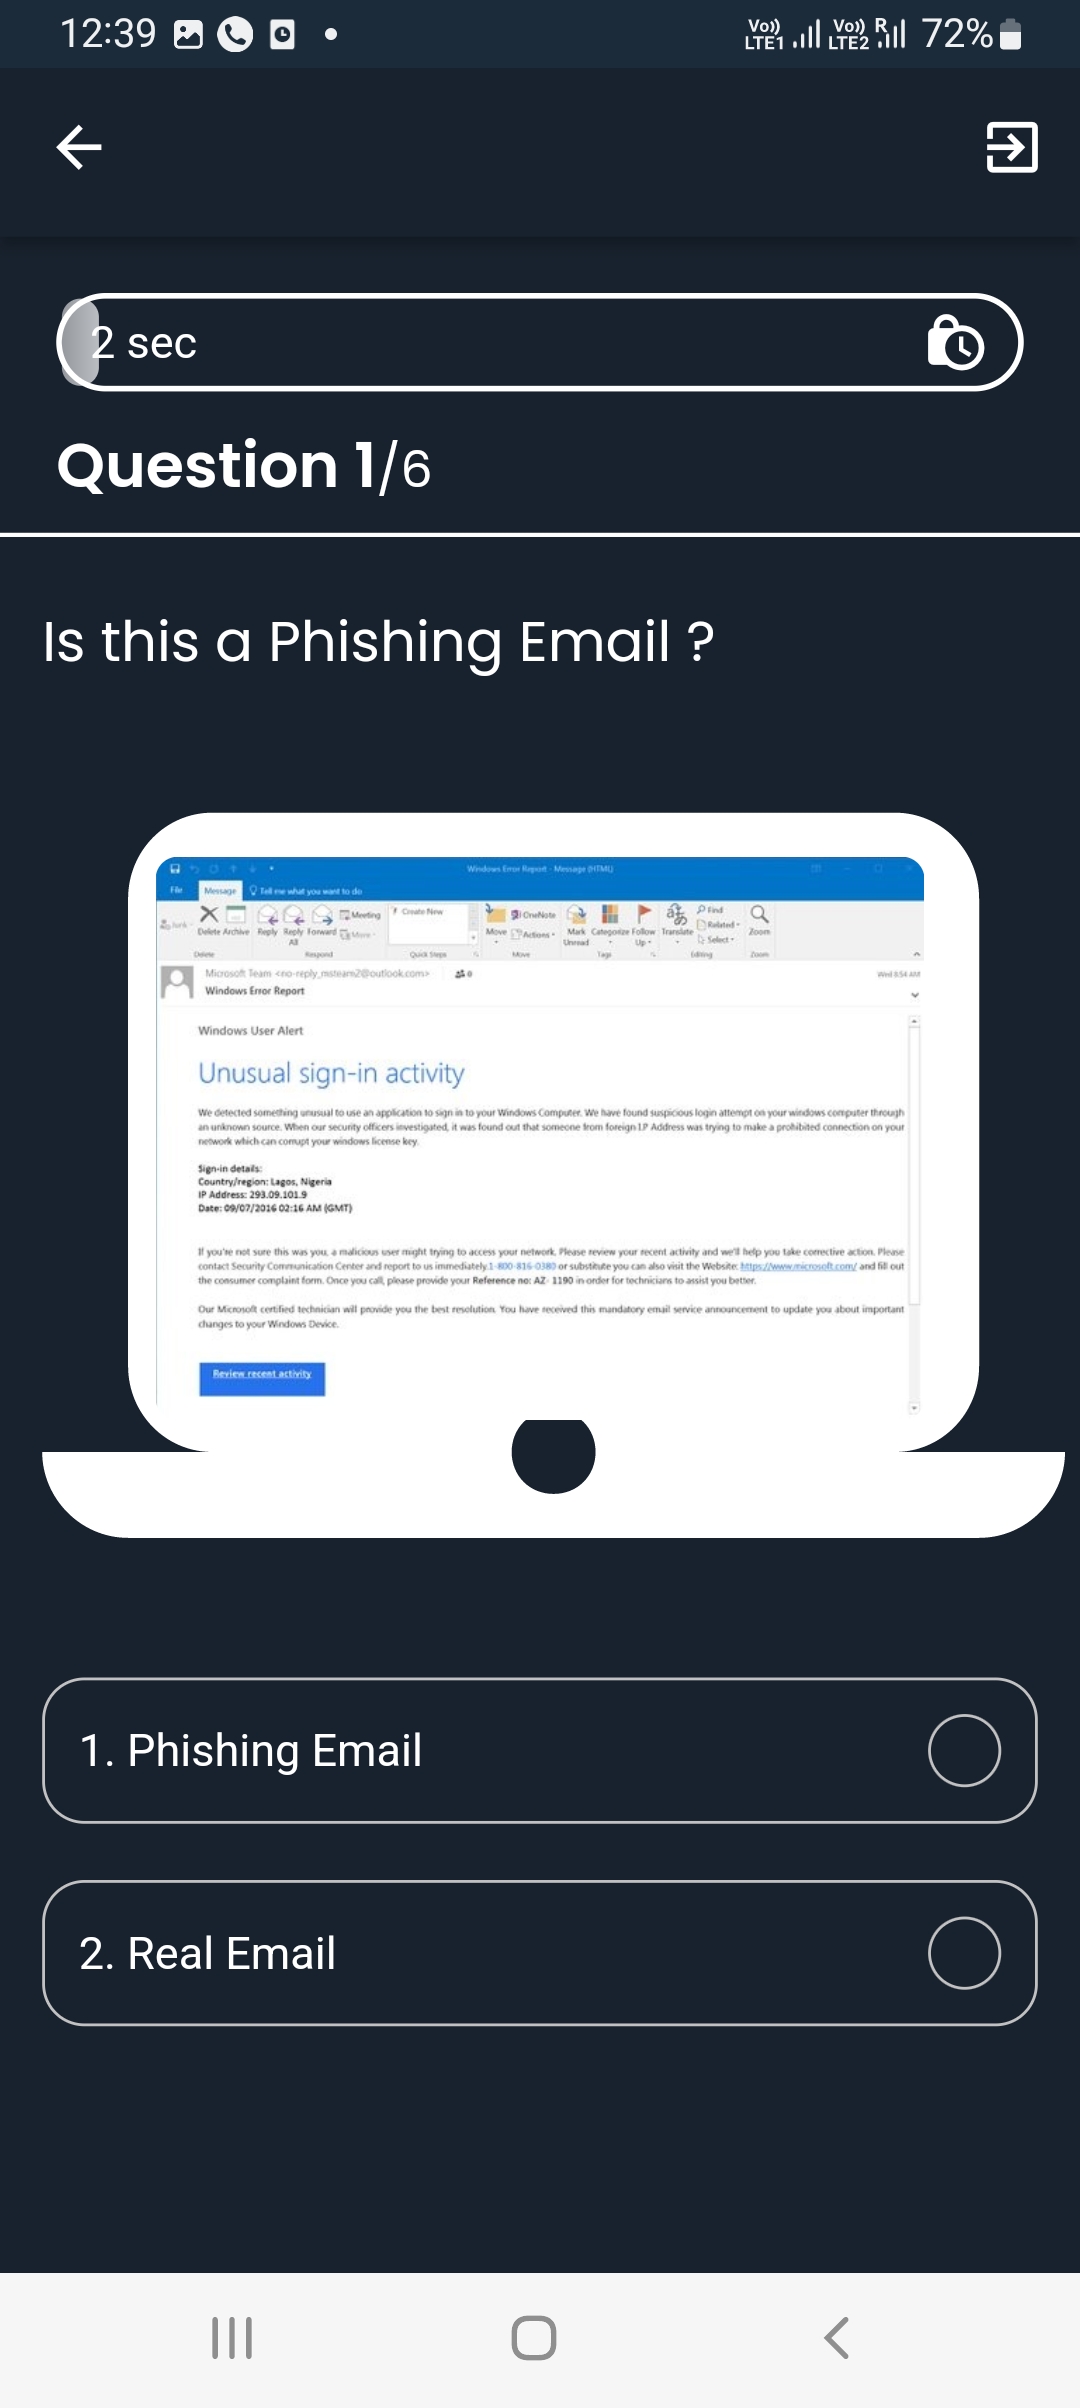 12:39
Vo)) LTE1 Vo)) LTE2 R 72%
2 sec
Question 1/6
Is this a Phishing Email ?
Windows Error Report - Message (HTML)
File Message Tell me what you want to do
Junk Delete Archive Reply Reply All Forward Meeting More Create New Move OneNote Actions Mark Unread Categorize Follow Up Translate Find Related Select Zoom
Delete Respond Quick Steps Move Tags Editing Zoom
Microsoft Team <no-reply_msteam2@outlook.com> 0 Wed 8:54 AM
Windows Error Report
Windows User Alert
Unusual sign-in activity
We detected something unusual to use an application to sign in to your Windows Computer. We have found suspicious login attempt on your windows computer through
an unknown source. When our security officers investigated, it was found out that someone from foreign I.P Address was trying to make a prohibited connection on your
network which can corrupt your windows license key.
Sign-in details:
Country/region: Lagos, Nigeria
IP Address: 293.09.101.9
Date: 09/07/2016 02:16 AM (GMT)
If you're not sure this was you, a malicious user might trying to access your network. Please review your recent activity and we'll help you take corrective action. Please
contact Security Communication Center and report to us immediately.1-800-816-0380 or substitute you can also visit the Website: https://www.microsoft.com/ and fill out
the consumer complaint form. Once you call, please provide your Reference no: AZ- 1190 in order for technicians to assist you better.
Our Microsoft certified technician will provide you the best resolution. You have received this mandatory email service announcement to update you about important
changes to your Windows Device.
Review recent activity
1. Phishing Email
2. Real Email